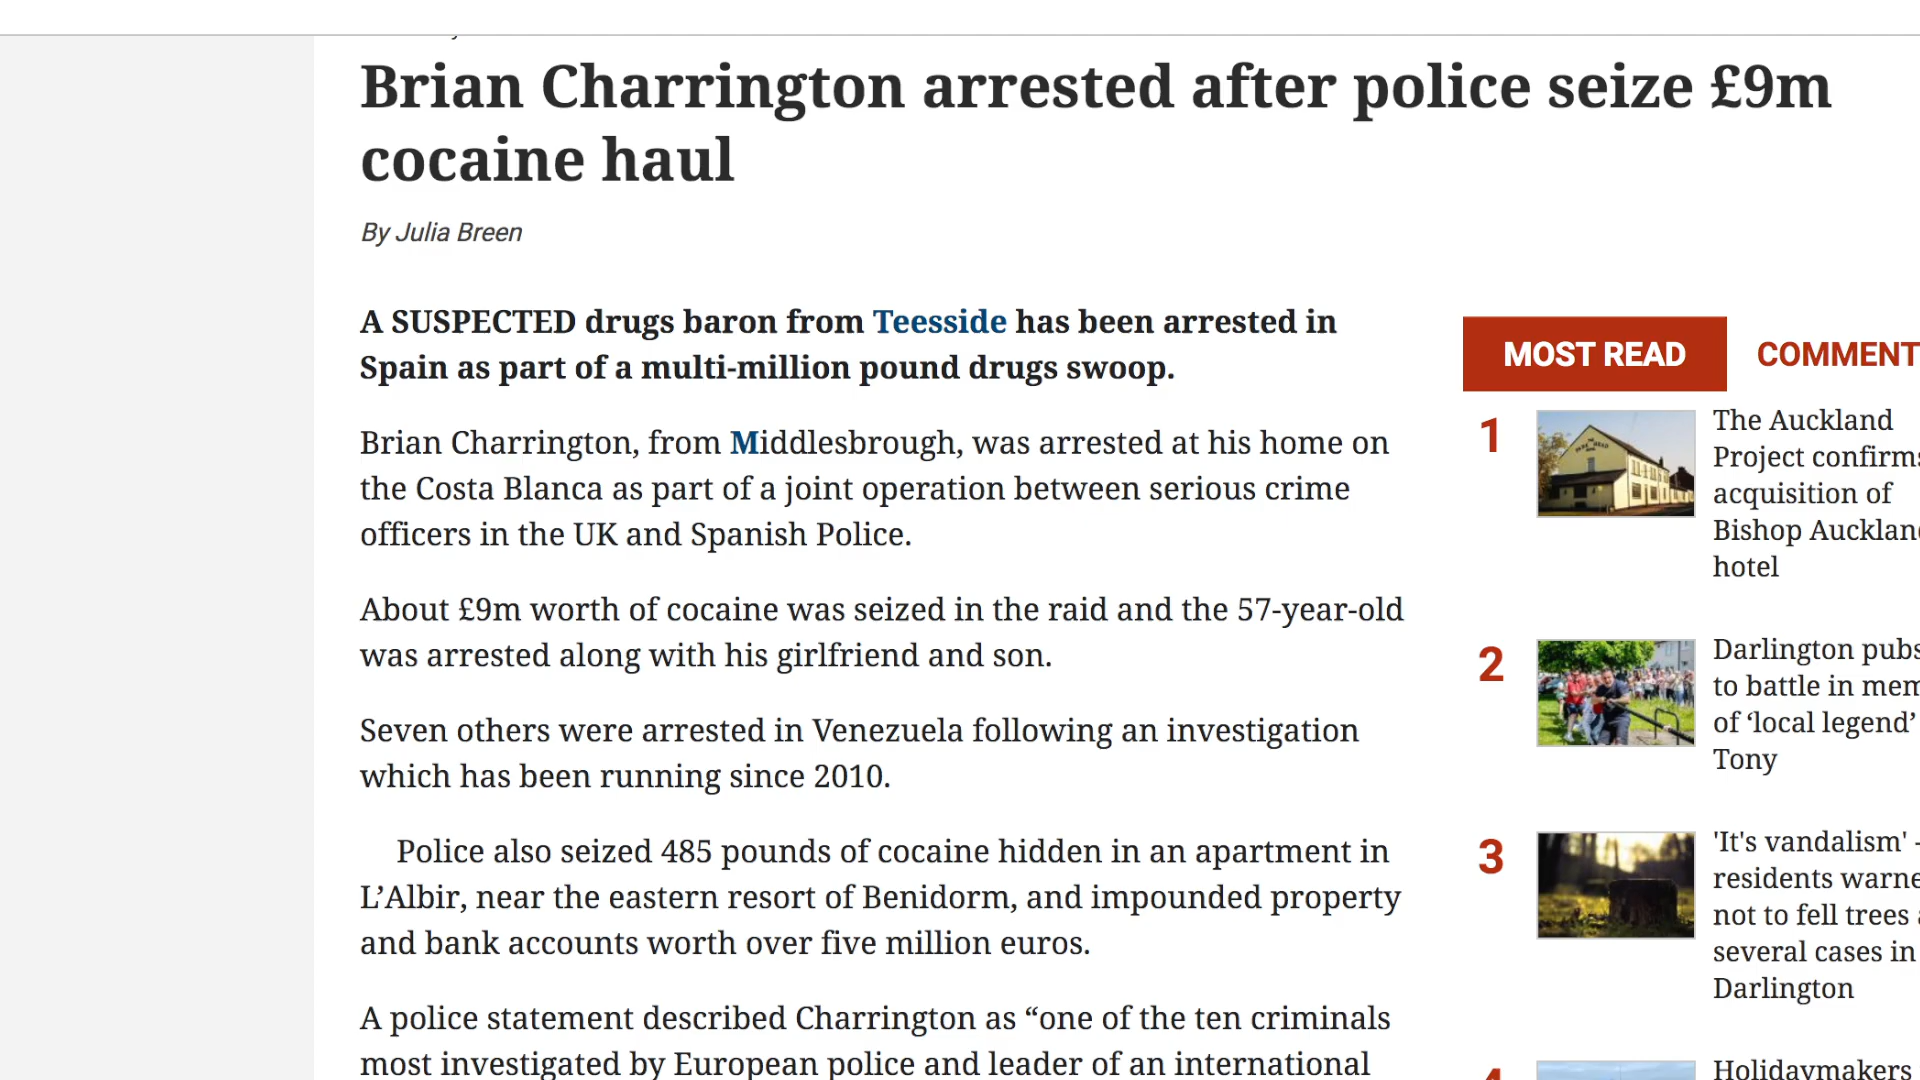 Brian Charrington arrested after police seize £9m
cocaine haul
By Julia Breen
A SUSPECTED drugs baron from Teesside has been arrested in
Spain as part of a multi-million pound drugs swoop.
Brian Charrington, from Middlesbrough, was arrested at his home on
the Costa Blanca as part of a joint operation between serious crime
officers in the UK and Spanish Police.
About £9m worth of cocaine was seized in the raid and the 57-year-old
was arrested along with his girlfriend and son.
Seven others were arrested in Venezuela following an investigation
which has been running since 2010.
Police also seized 485 pounds of cocaine hidden in an apartment in
L’Albir, near the eastern resort of Benidorm, and impounded property
and bank accounts worth over five million euros.
A police statement described Charrington as “one of the ten criminals
most investigated by European police and leader of an international
MOST READ
COMMENT
1
The Auckland
Project confirms
acquisition of
Bishop Auckland
hotel
2
Darlington pubs
to battle in mem
of ‘local legend’
Tony
3
'It's vandalism' -
residents warne
not to fell trees
several cases in
Darlington
4
Holidaymakers